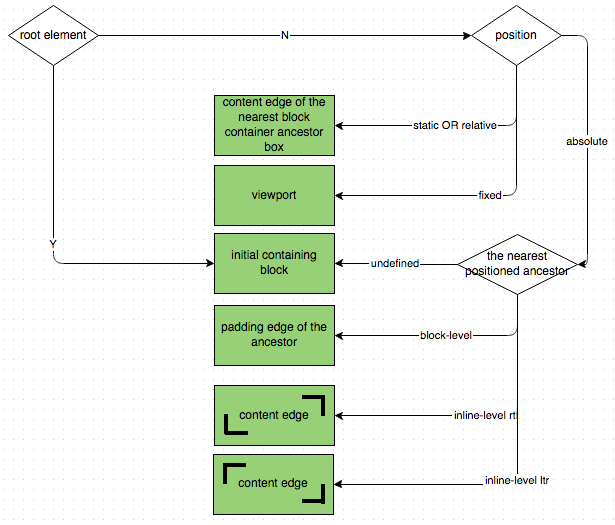 root element
N
position
content edge of the
nearest block
container ancestor
box
static OR relative
absolute
viewport
fixed
Y
initial containing
block
undefined
the nearest
positioned ancestor
padding edge of the
ancestor
block-level
content edge
inline-level rtl
content edge
inline-level ltr